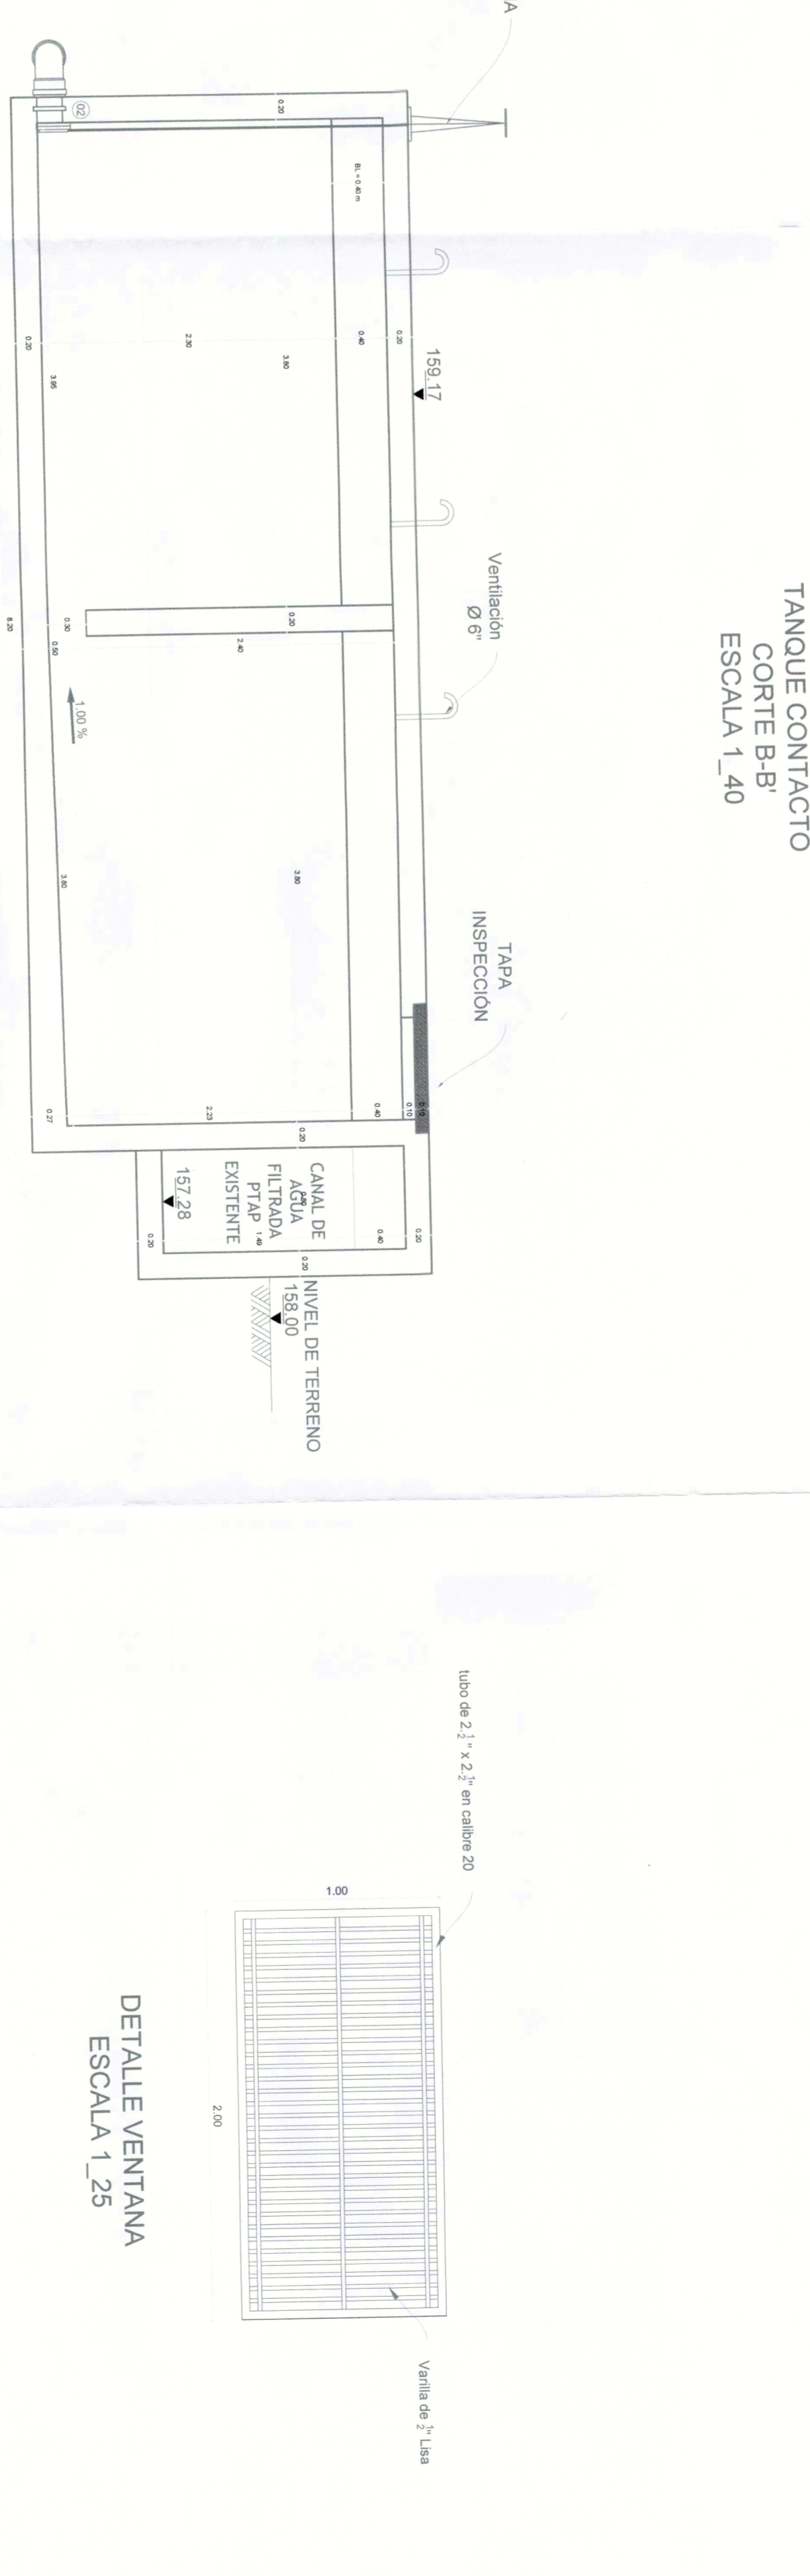 TANQUE CONTACTO
CORTE B-B'
ESCALA 1_40
A
02
0.20
BL = 0.40 m
159.17
0.20
0.40
3.80
2.30
0.20
3.95
Ventilación
Ø 6"
0.20
2.40
0.30
0.50
8.20
1.00 %
TAPA
INSPECCIÓN
3.80
3.80
0.10
0.10
0.40
2.23
0.27
0.20
CANAL DE
AGUA
FILTRADA
PTAP
EXISTENTE
1.49
157.28
0.20
0.40
0.20
0.20
NIVEL DE TERRENO
158.00
tubo de 2.1/2" x 2.1/2" en calibre 20
1.00
2.00
Varilla de 1/2" Lisa
DETALLE VENTANA
ESCALA 1_25